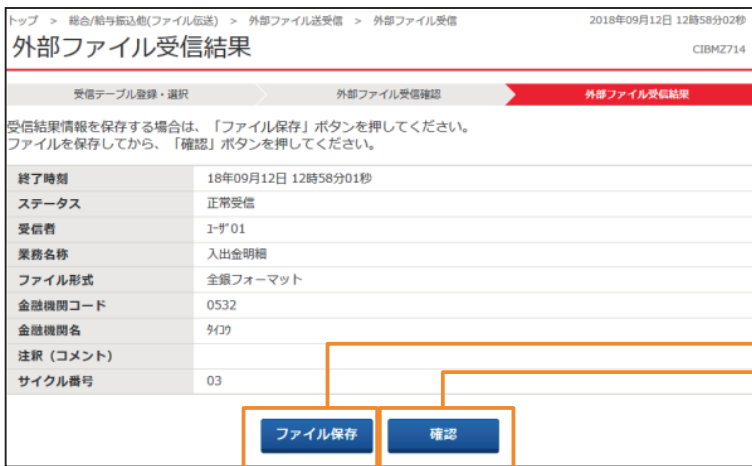 トップ > 総合/給与振込他(ファイル伝送) > 外部ファイル送受信 > 外部ファイル受信 2018年09月12日 12時58分02秒
外部ファイル受信結果 CIBMZ714
受信テーブル登録・選択 外部ファイル受信確認 外部ファイル受信結果
受信結果情報を保存する場合は、「ファイル保存」ボタンを押してください。
ファイルを保存してから、「確認」ボタンを押してください。
終了時刻 18年09月12日 12時58分01秒
ステータス 正常受信
受信者 ﾕｰｻﾞ01
業務名称 入出金明細
ファイル形式 全銀フォーマット
金融機関コード 0532
金融機関名 ﾀｲｺｳ
注釈（コメント）
サイクル番号 03
ファイル保存 確認